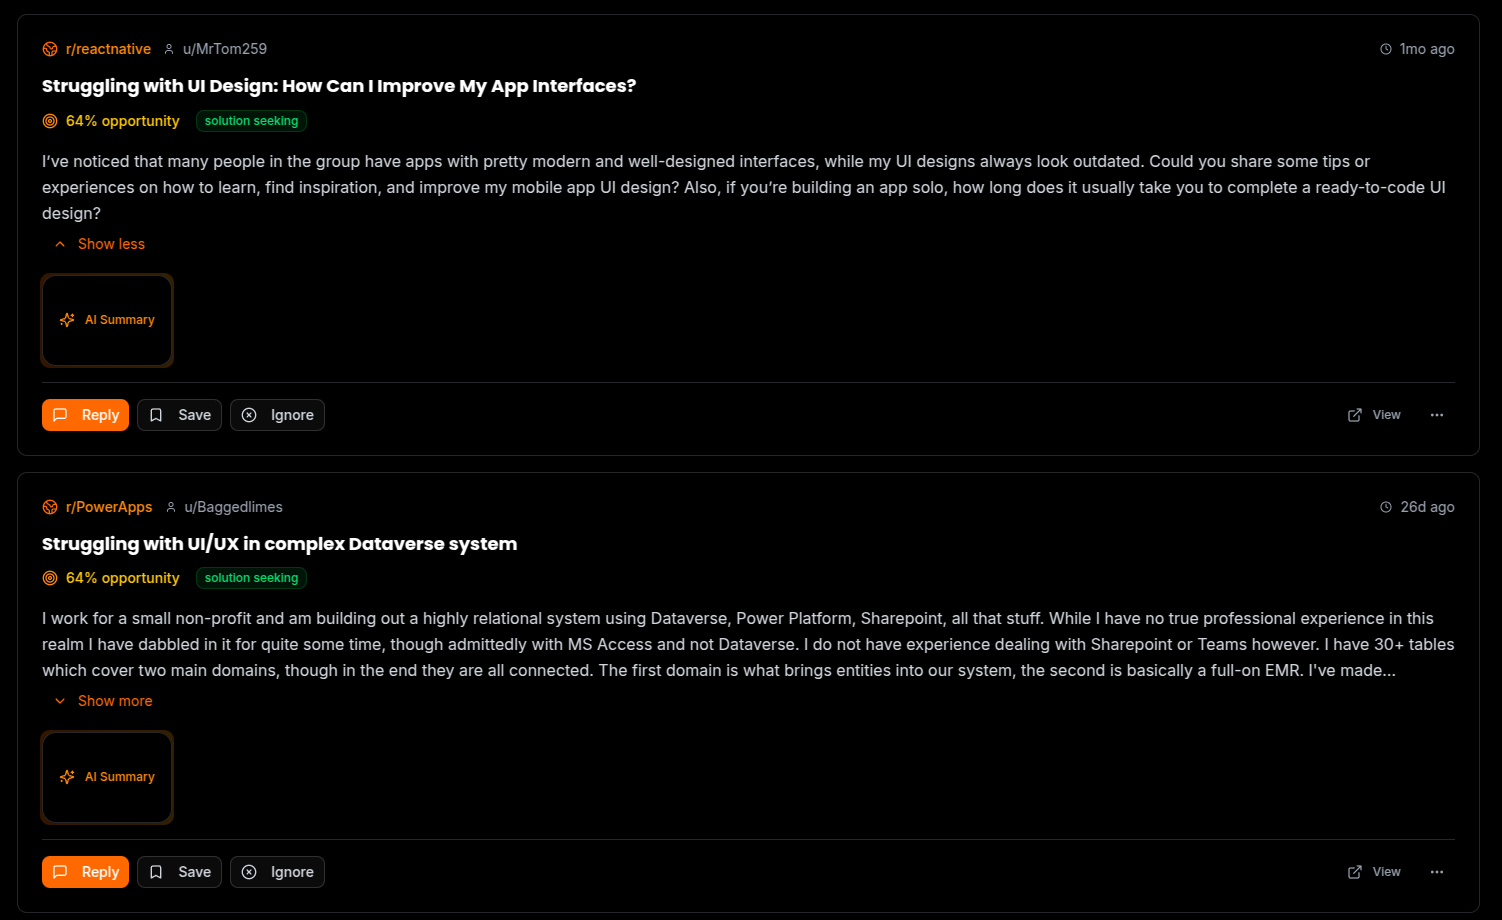 r/reactnative u/MrTom259 1mo ago
Struggling with UI Design: How Can I Improve My App Interfaces?
64% opportunity solution seeking
I’ve noticed that many people in the group have apps with pretty modern and well-designed interfaces, while my UI designs always look outdated. Could you share some tips or
experiences on how to learn, find inspiration, and improve my mobile app UI design? Also, if you’re building an app solo, how long does it usually take you to complete a ready-to-code UI
design?
Show less
AI Summary
Reply Save Ignore View
r/PowerApps u/Baggedlimes 26d ago
Struggling with UI/UX in complex Dataverse system
64% opportunity solution seeking
I work for a small non-profit and am building out a highly relational system using Dataverse, Power Platform, Sharepoint, all that stuff. While I have no true professional experience in this
realm I have dabbled in it for quite some time, though admittedly with MS Access and not Dataverse. I do not have experience dealing with Sharepoint or Teams however. I have 30+ tables
which cover two main domains, though in the end they are all connected. The first domain is what brings entities into our system, the second is basically a full-on EMR. I've made...
Show more
AI Summary
Reply Save Ignore View